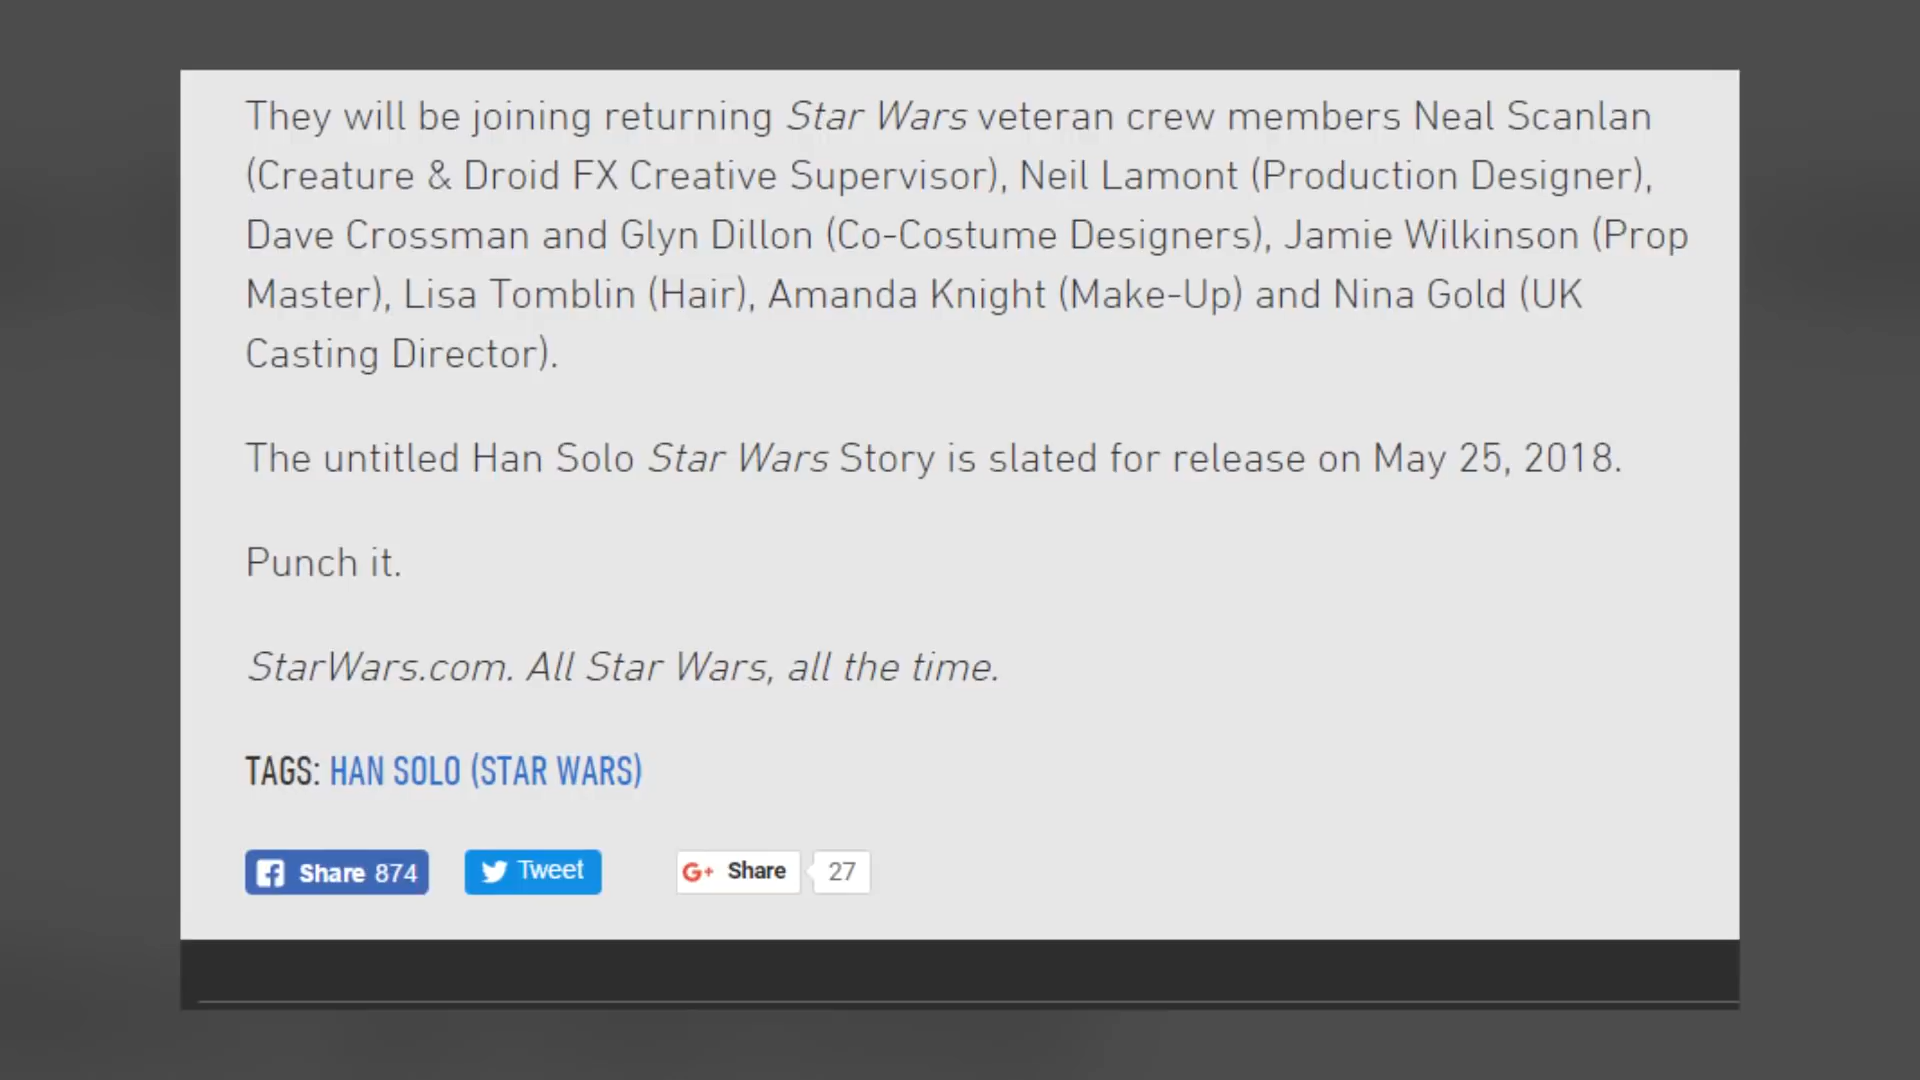 They will be joining returning Star Wars veteran crew members Neal Scanlan
(Creature & Droid FX Creative Supervisor), Neil Lamont (Production Designer),
Dave Crossman and Glyn Dillon (Co-Costume Designers), Jamie Wilkinson (Prop
Master), Lisa Tomblin (Hair), Amanda Knight (Make-Up) and Nina Gold (UK
Casting Director).
The untitled Han Solo Star Wars Story is slated for release on May 25, 2018.
Punch it.
StarWars.com. All Star Wars, all the time.
TAGS: HAN SOLO (STAR WARS)
Share 874 Tweet G+ Share 27